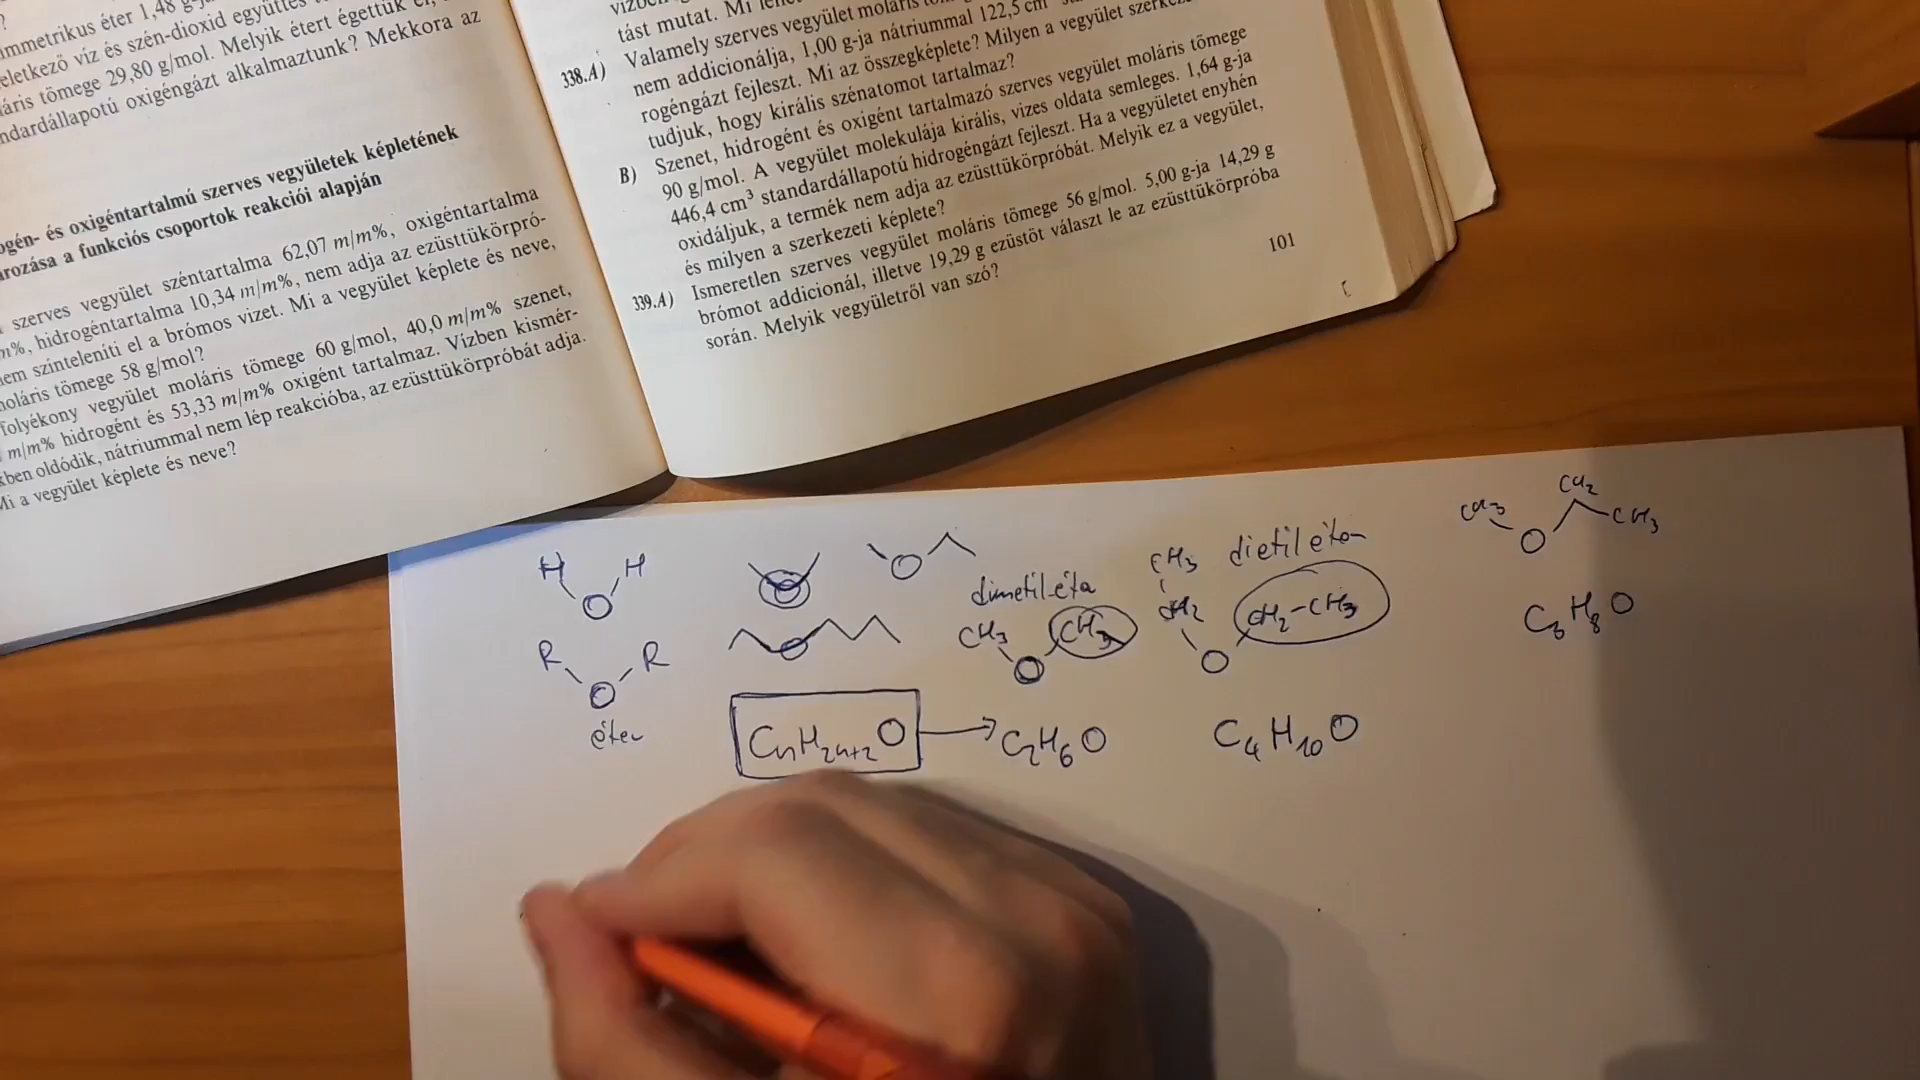 immetrikus éter 1,48
eletkező víz és szén-dioxid együttes
áris tömege 29,80 g/mol. Melyik étert égettük el,
ndardállapotú oxigéngázt alkalmaztunk? Mekkora az
ogén- és oxigéntartalmú szerves vegyületek képletének
rozása a funkciós csoportok reakciói alapján
szerves vegyület széntartalma 62,07 m/m%, oxigéntartalma
m%, hidrogéntartalma 10,34 m/m%, nem adja az ezüsttükörpró-
em színteleníti el a brómos vizet. Mi a vegyület képlete és neve,
moláris tömege 58 g/mol?
folyékony vegyület moláris tömege 60 g/mol, 40,0 m/m% szenet,
m/m% hidrogént és 53,33 m/m% oxigént tartalmaz. Vízben kismér-
kben oldódik, nátriummal nem lép reakcióba, az ezüsttükörpróbát adja.
Mi a vegyület képlete és neve?
tást mutat. Mi
338.A) Valamely szerves vegyület moláris
nem addicionálja, 1,00 g-ja nátriummal 122,5 cm
rogéngázt fejleszt. Mi az összegképlete? Milyen a vegyület
tudjuk, hogy királis szénatomot tartalmaz?
B) Szenet, hidrogént és oxigént tartalmazó szerves vegyület moláris tömege
90 g/mol. A vegyület molekulája királis, vizes oldata semleges. 1,64 g-ja
446,4 cm³ standardállapotú hidrogéngázt fejleszt. Ha a vegyületet enyhén
oxidáljuk, a termék nem adja az ezüsttükörpróbát. Melyik ez a vegyület,
és milyen a szerkezeti képlete?
339.A) Ismeretlen szerves vegyület moláris tömege 56 g/mol. 5,00 g-ja 14,29 g
brómot addicionál, illetve 19,29 g ezüstöt választ le az ezüsttükörpróba
során. Melyik vegyületről van szó?
101
H H
O
R R
O
éter
O
O
O
CₙH₂ₙ₊₂O
dimetiléter
CH₃ CH₃
O
C₂H₆O
dietiléter
CH₃
CH₂ CH₂-CH₃
O
C₄H₁₀O
CH₃ CH₂
O CH₃
C₃H₈O